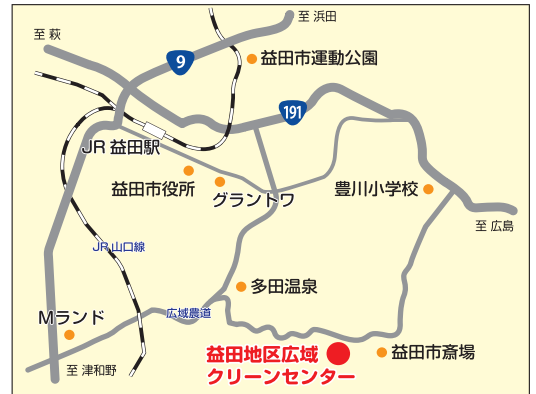 至 浜田
至 萩
9
益田市運動公園
191
JR 益田駅
益田市役所
グラントワ
豊川小学校
至 広島
JR山口線
多田温泉
広域農道
Mランド
益田地区広域
クリーンセンター
益田市斎場
至 津和野